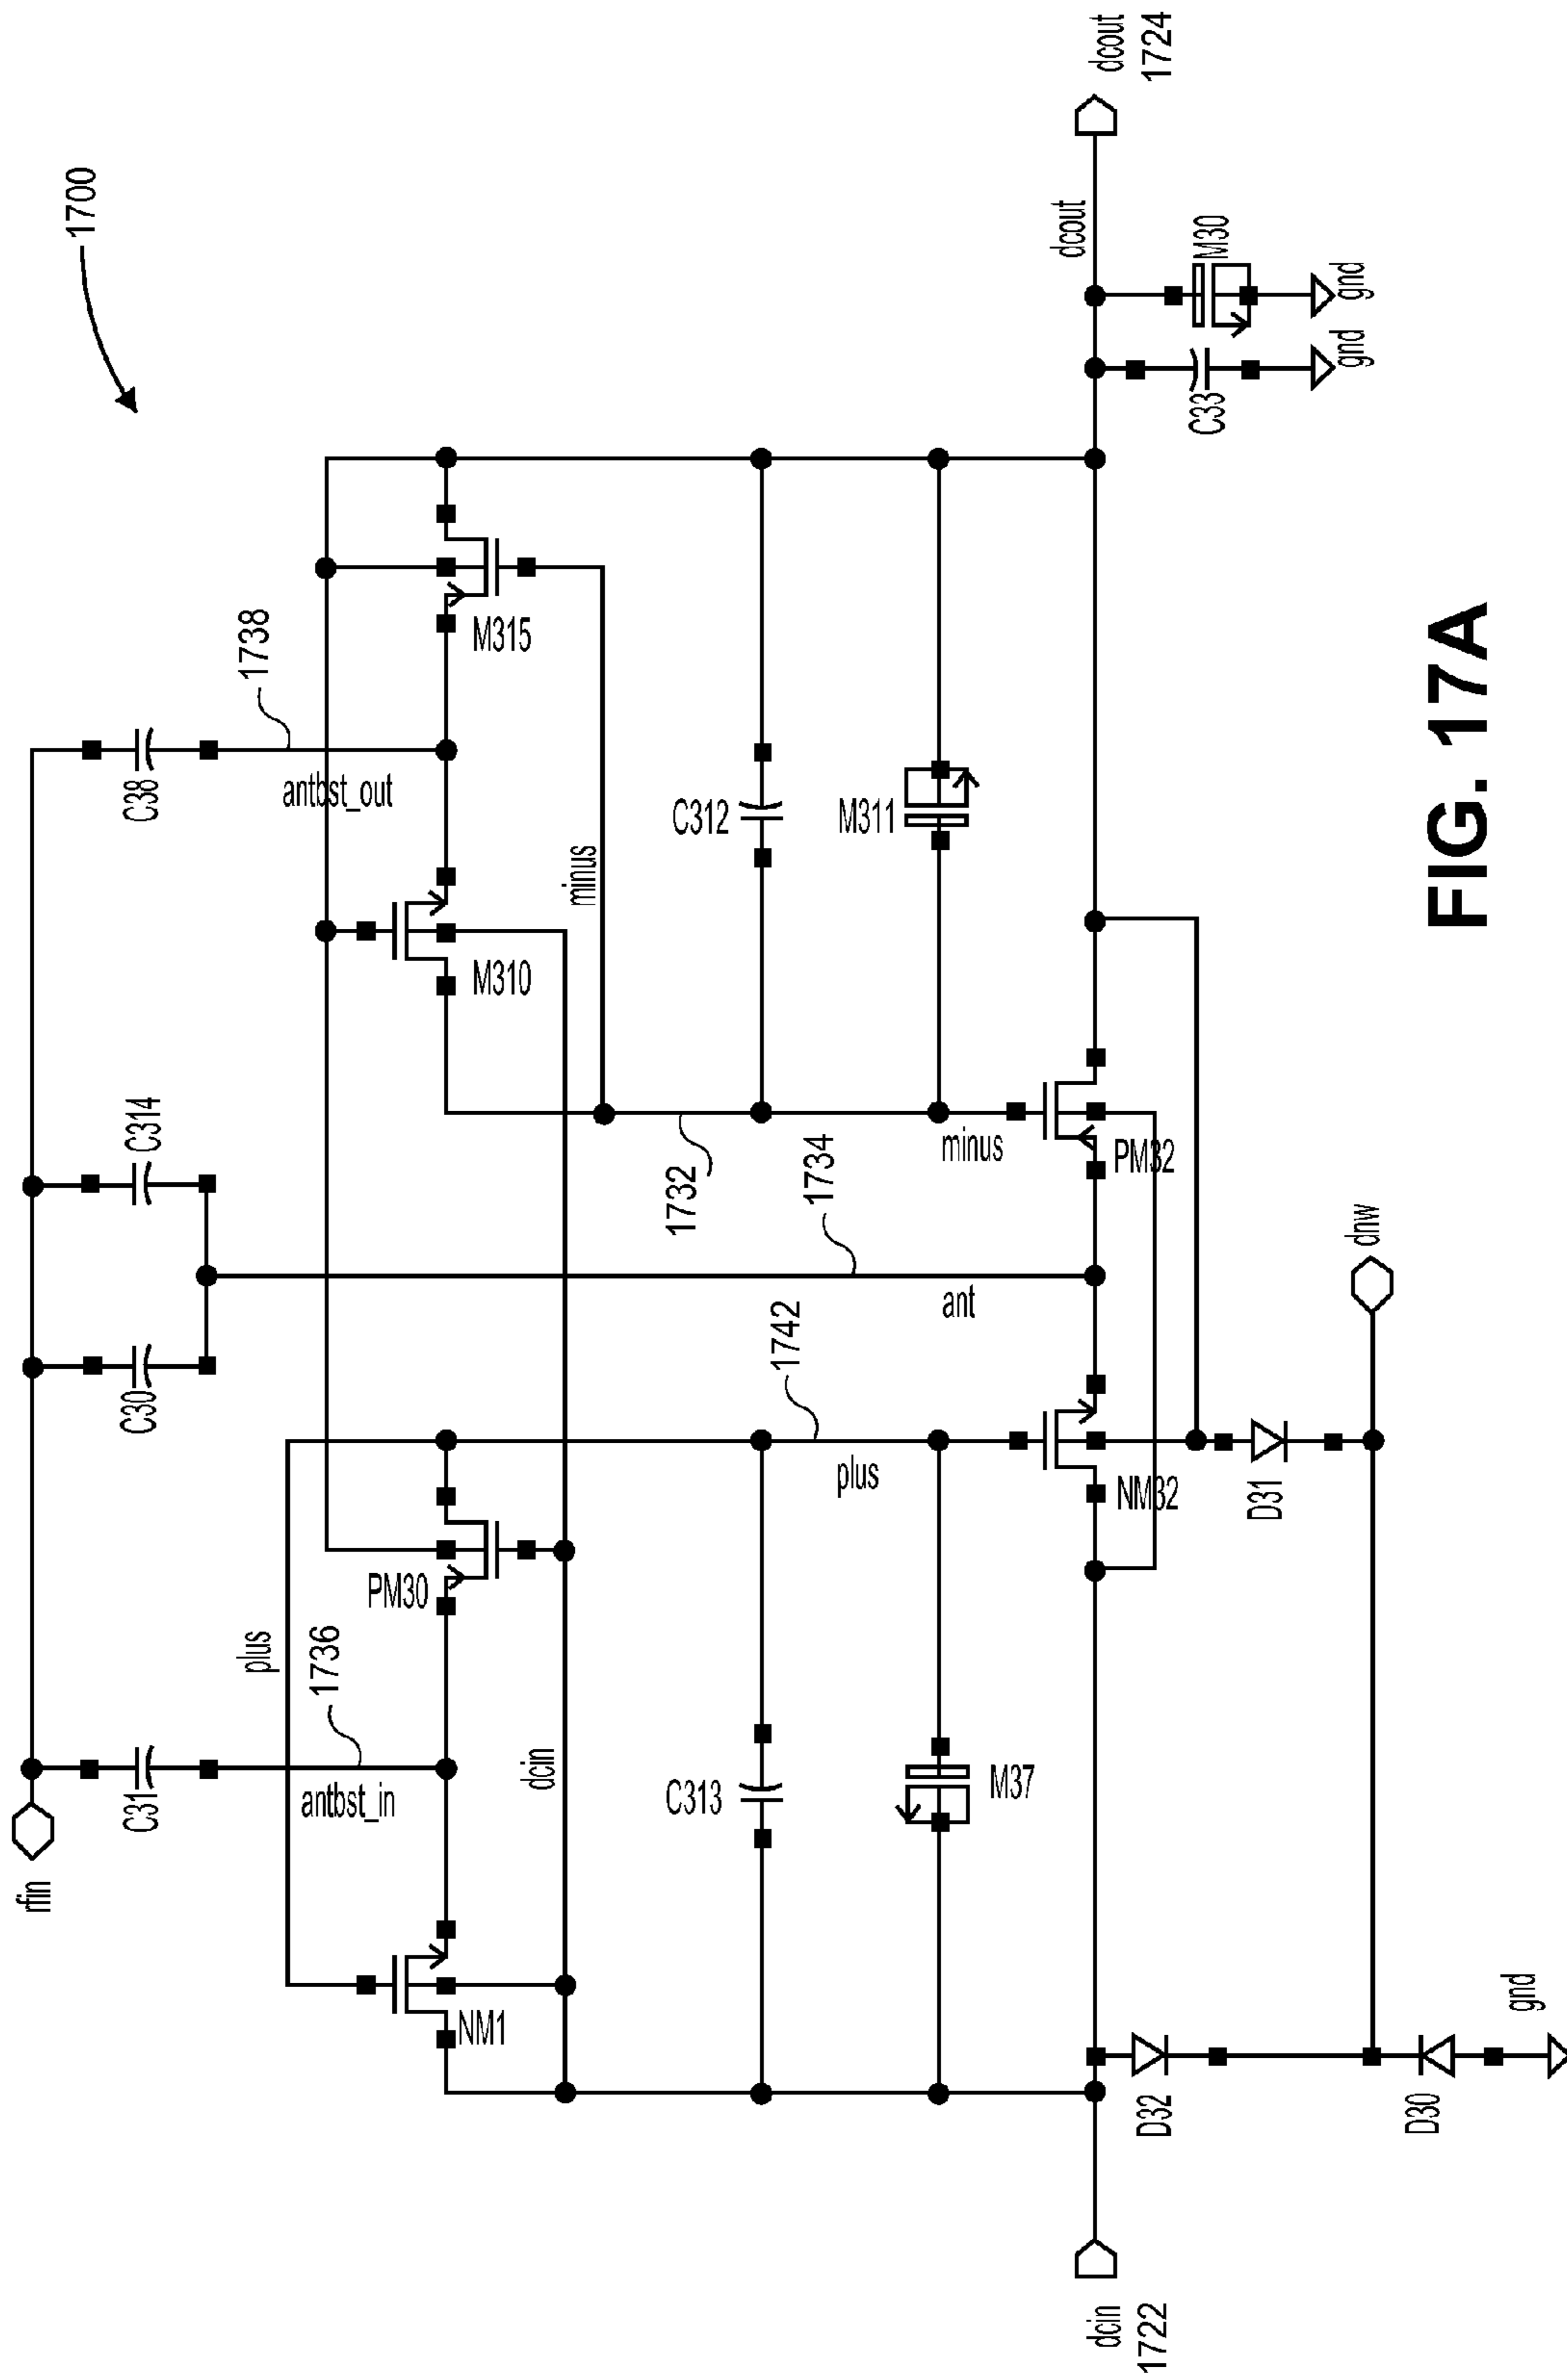 1700
rfin
C31
C30
C314
C38
antbst_in
1736
plus
antbst_out
1738
NM1
PM30
M310
M315
dcin
minus
C313
C312
M37
M311
plus
1742
ant
1734
1732
minus
NM32
PM32
dcout
dcout
1724
dcin
1722
C33
M30
gnd
gnd
D32
D31
dnw
D30
gnd
FIG. 17A